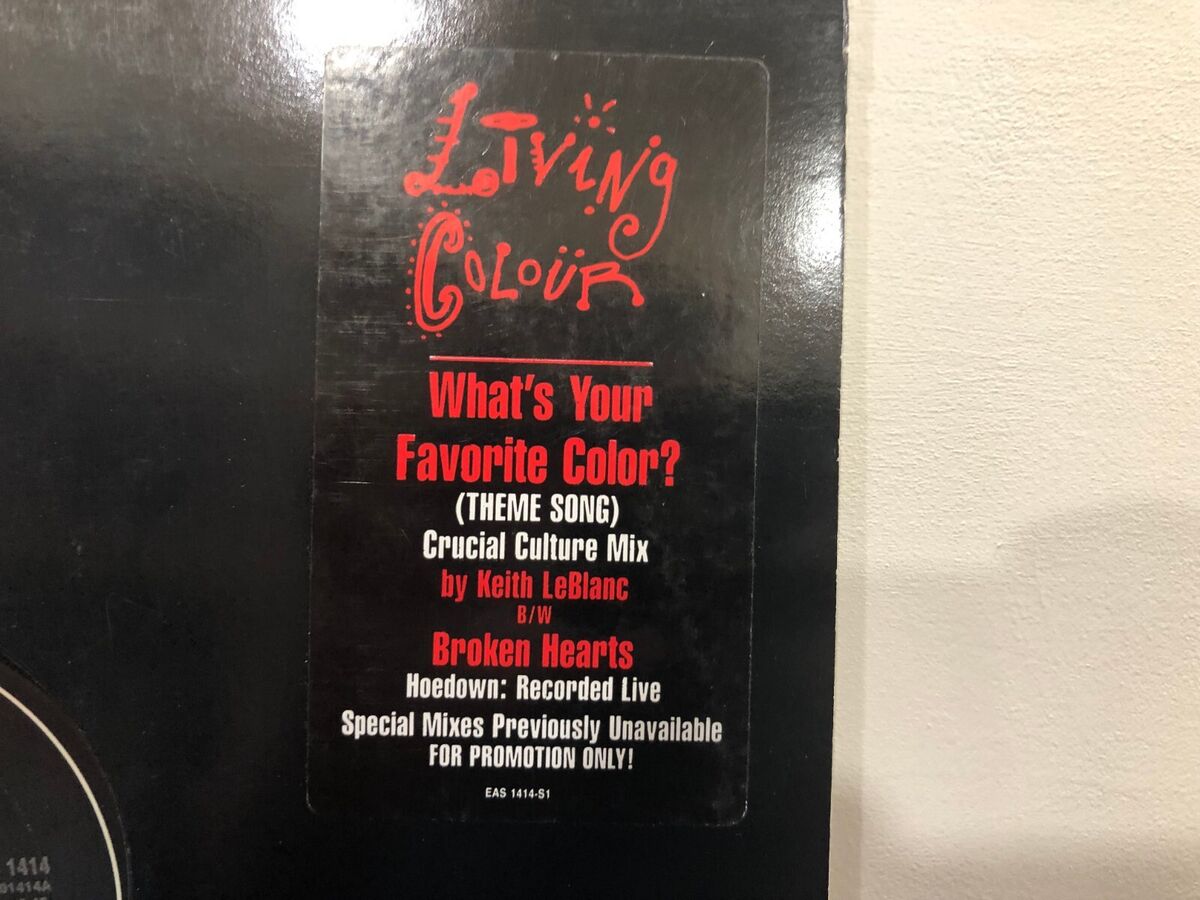 Living
Colour
What's Your
Favorite Color?
(THEME SONG)
Crucial Culture Mix
by Keith LeBlanc
B/W
Broken Hearts
Hoedown: Recorded Live
Special Mixes Previously Unavailable
FOR PROMOTION ONLY!
EAS 1414-S1
1414
01414A